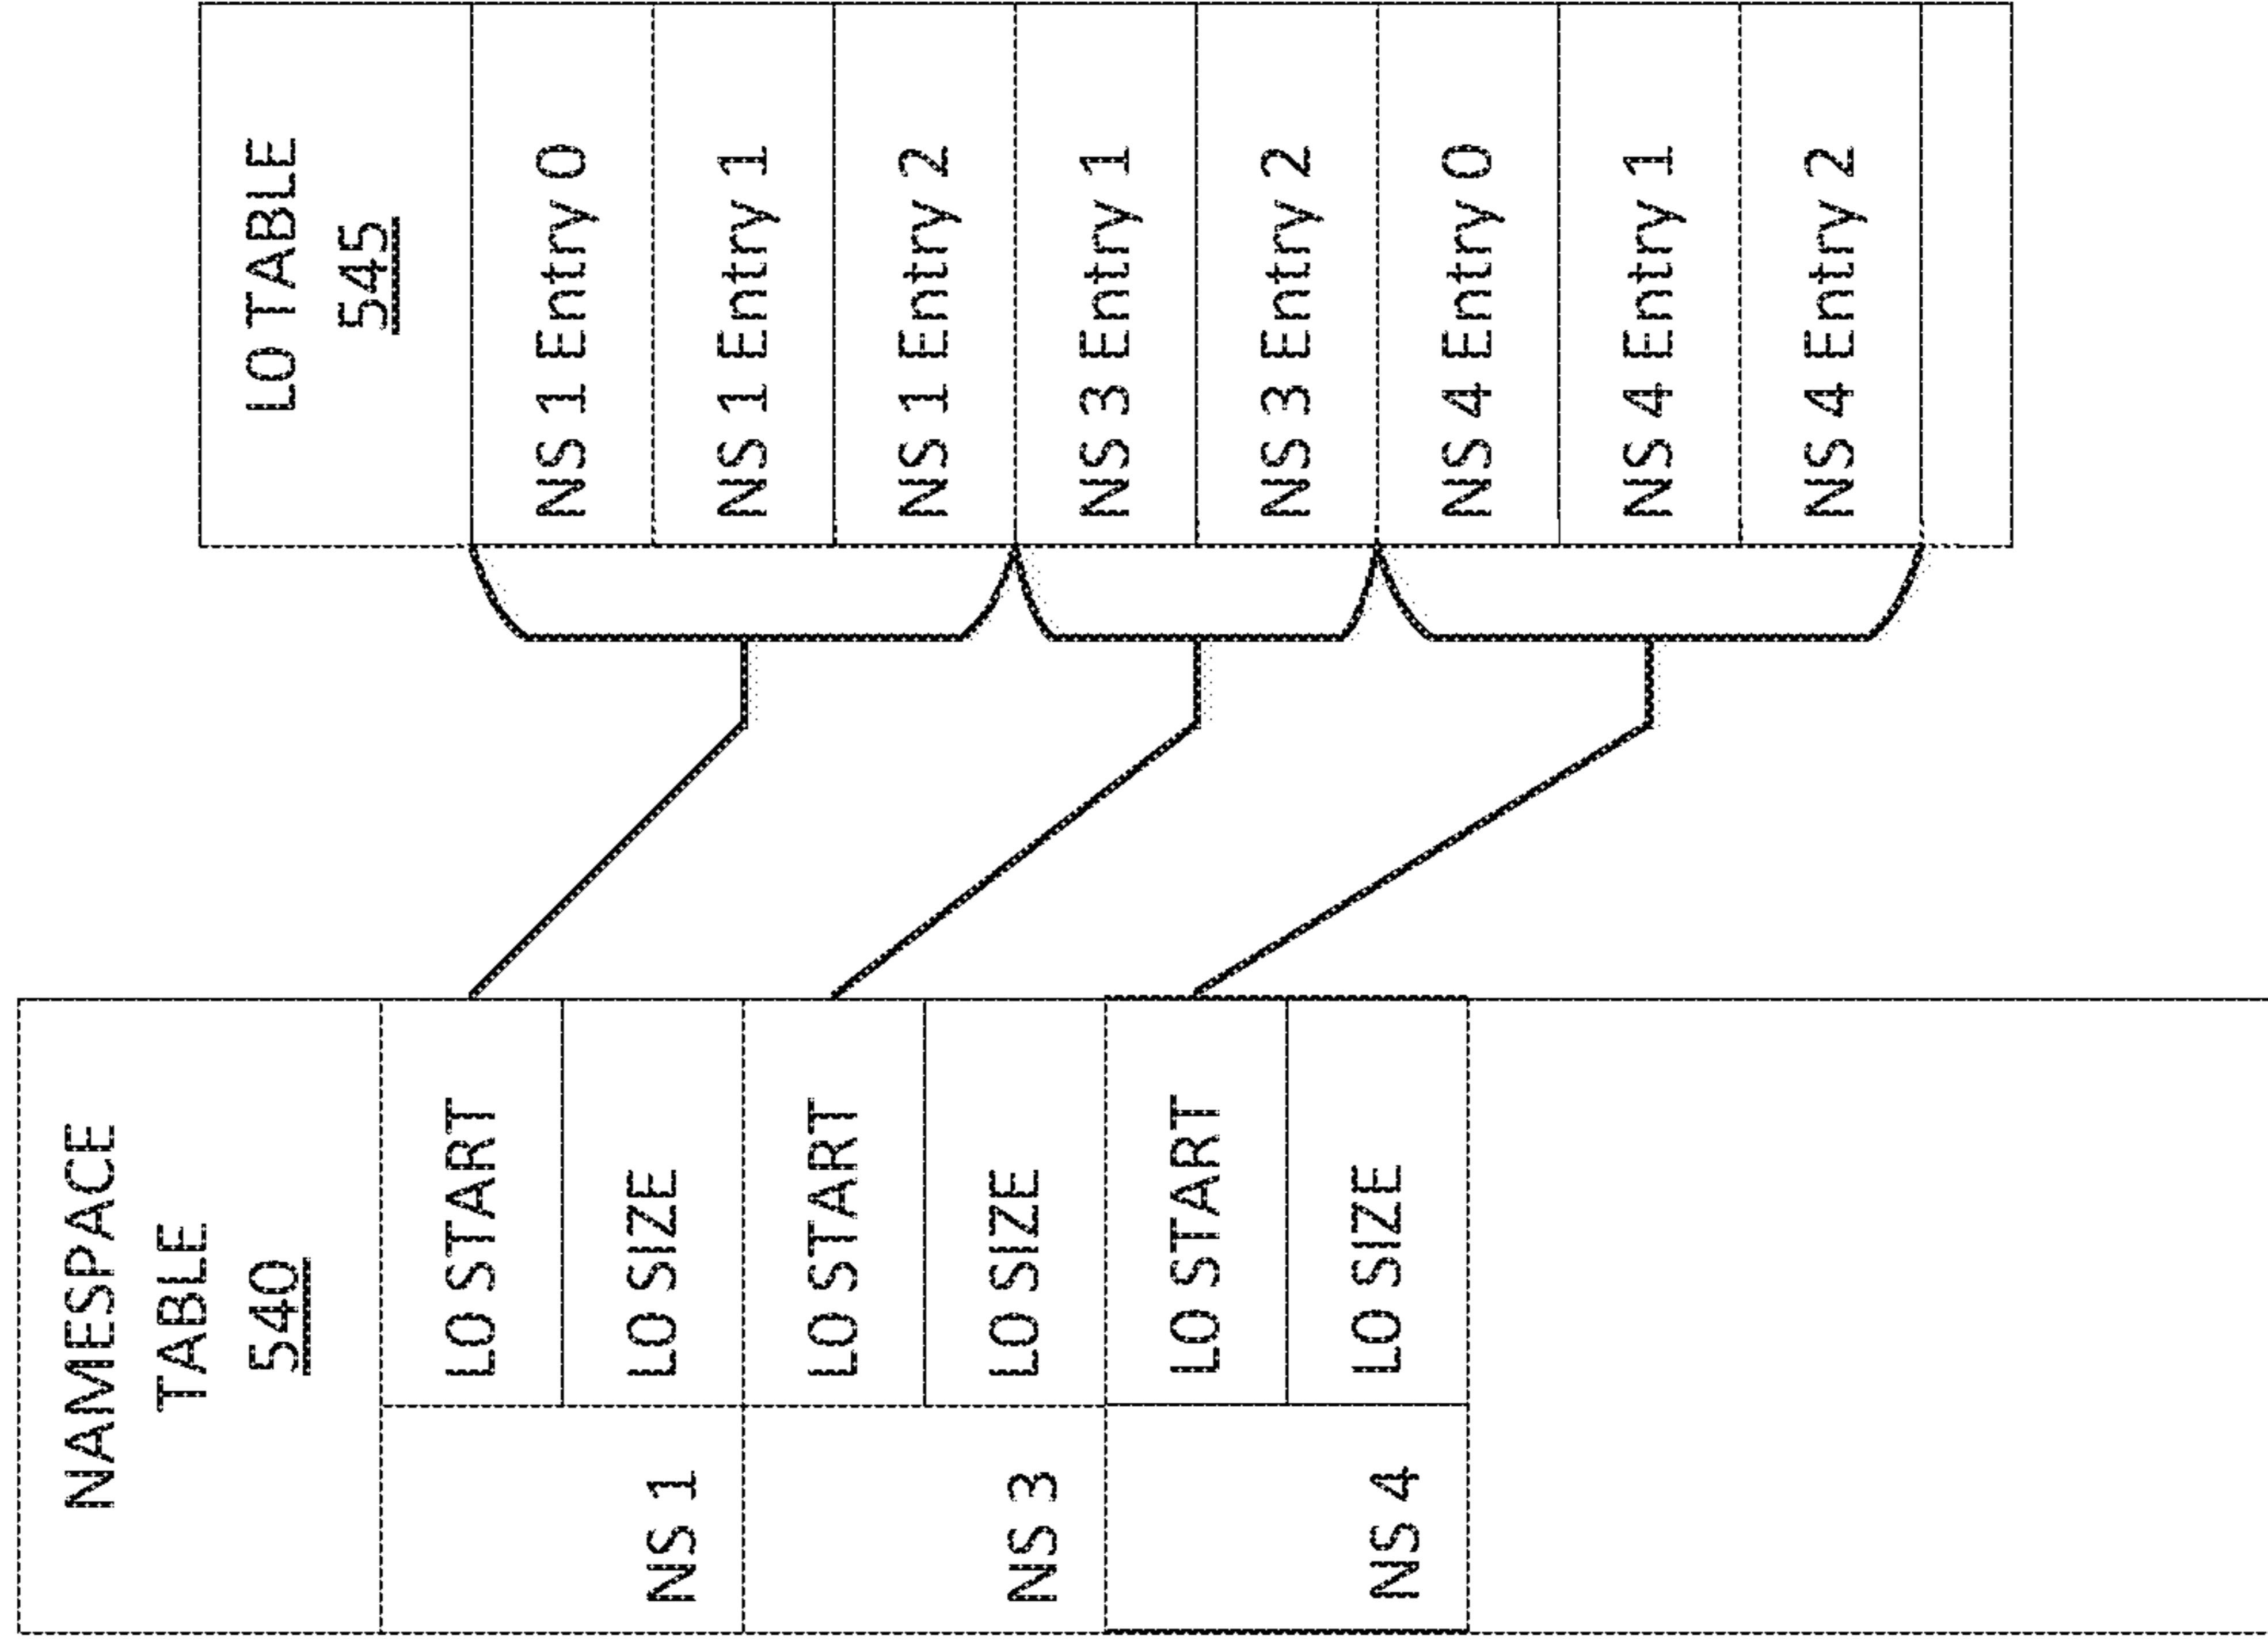 NAMESPACE
TABLE
540
NS 1
L0 START
L0 SIZE
NS 3
L0 START
L0 SIZE
NS 4
L0 START
L0 SIZE
L0 TABLE
545
NS 1 Entry 0
NS 1 Entry 1
NS 1 Entry 2
NS 3 Entry 1
NS 3 Entry 2
NS 4 Entry 0
NS 4 Entry 1
NS 4 Entry 2